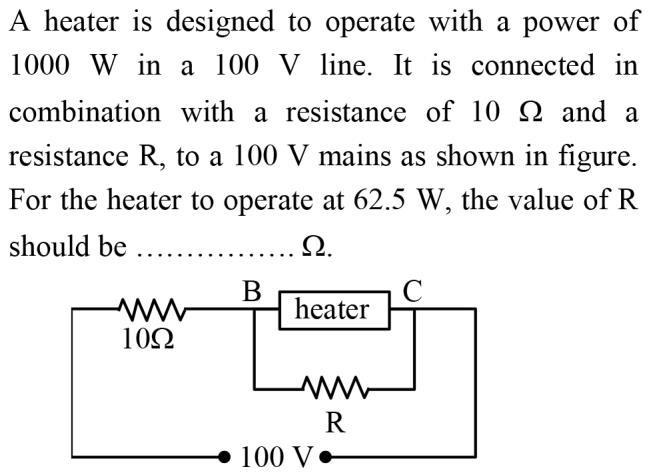 A heater is designed to operate with a power of
1000 W in a 100 V line. It is connected in
combination with a resistance of 10 Ω and a
resistance R, to a 100 V mains as shown in figure.
For the heater to operate at 62.5 W, the value of R
should be ................ Ω.
B
C
heater
10Ω
R
100 V